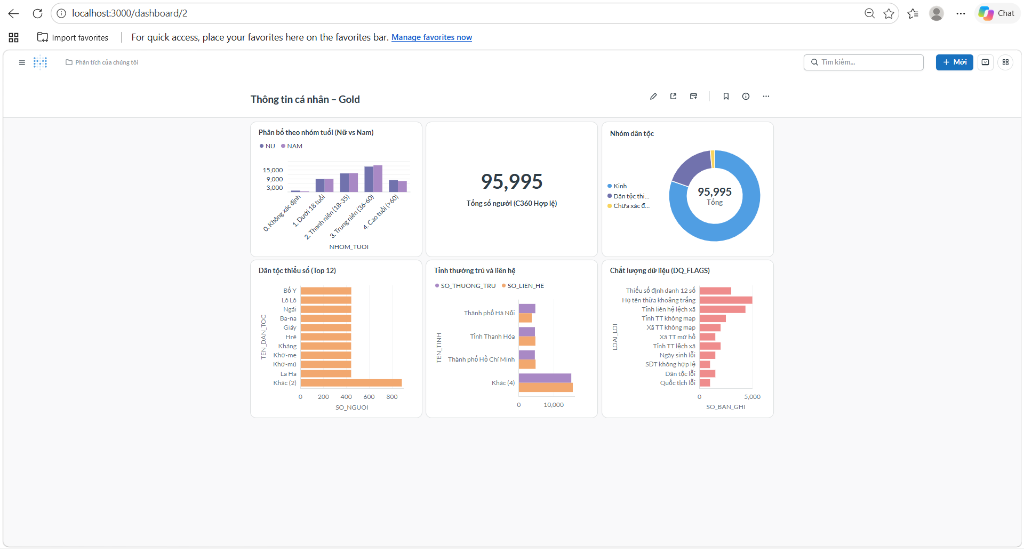 localhost:3000/dashboard/2
Chat
Import favorites
For quick access, place your favorites here on the favorites bar. Manage favorites now
Phân tích của chúng tôi
Tìm kiếm...
+ Mới
Thông tin cá nhân – Gold
Phân bố theo nhóm tuổi (Nữ vs Nam)
NU NAM
15,000
9,000
3,000
0. Không xác định
1. Dưới 18 tuổi
2. Thanh niên (18-35)
3. Trung niên (36-60)
4. Cao tuổi (>60)
NHOM_TUOI
95,995
Tổng số người (C360 Hợp lệ)
Nhóm dân tộc
Kinh
Dân tộc thi...
Chưa xác đ...
95,995
Tổng
Dân tộc thiểu số (Top 12)
TEN_DAN_TOC
Bố Y
Lô Lô
Ngái
Ba-na
Giáy
Hrê
Kháng
Khơ-me
Khơ-mú
La Ha
Khác (2)
0 200 400 600 800
SO_NGUOI
Tỉnh thường trú và liên hệ
SO_THUONG_TRU SO_LIEN_HE
TEN_TINH
Thành phố Hà Nội
Tỉnh Thanh Hóa
Thành phố Hồ Chí Minh
Khác (4)
0 10,000
Chất lượng dữ liệu (DQ_FLAGS)
LOAI_LOI
Thiếu số định danh 12 số
Họ tên thừa khoảng trắng
Tỉnh liên hệ lệch xã
Tỉnh TT không map
Xã TT không map
Xã TT mơ hồ
Tỉnh TT lệch xã
Ngày sinh lỗi
SĐT không hợp lệ
Dân tộc lỗi
Quốc tịch lỗi
0 5,000
SO_BAN_GHI